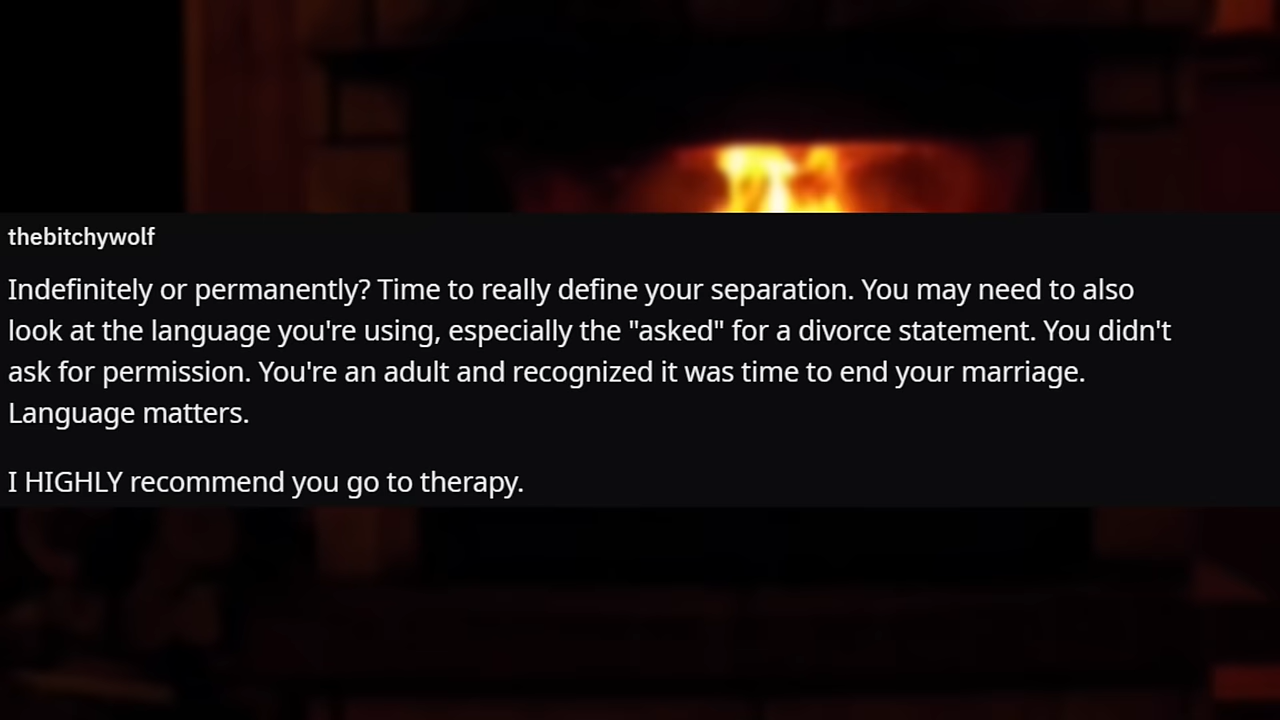 thebitchywolf
Indefinitely or permanently? Time to really define your separation. You may need to also
look at the language you're using, especially the "asked" for a divorce statement. You didn't
ask for permission. You're an adult and recognized it was time to end your marriage.
Language matters.
I HIGHLY recommend you go to therapy.